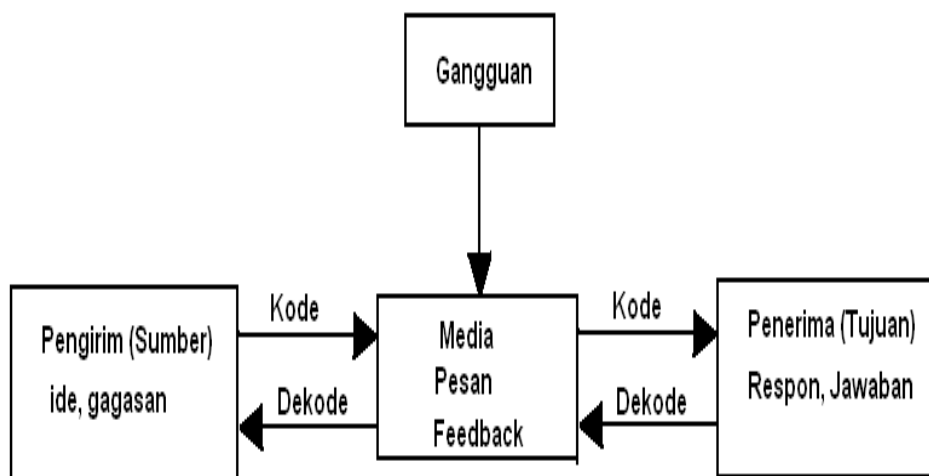 Gangguan
Pengirim (Sumber)
ide, gagasan
Kode
Dekode
Media
Pesan
Feedback
Kode
Dekode
Penerima (Tujuan)
Respon, Jawaban